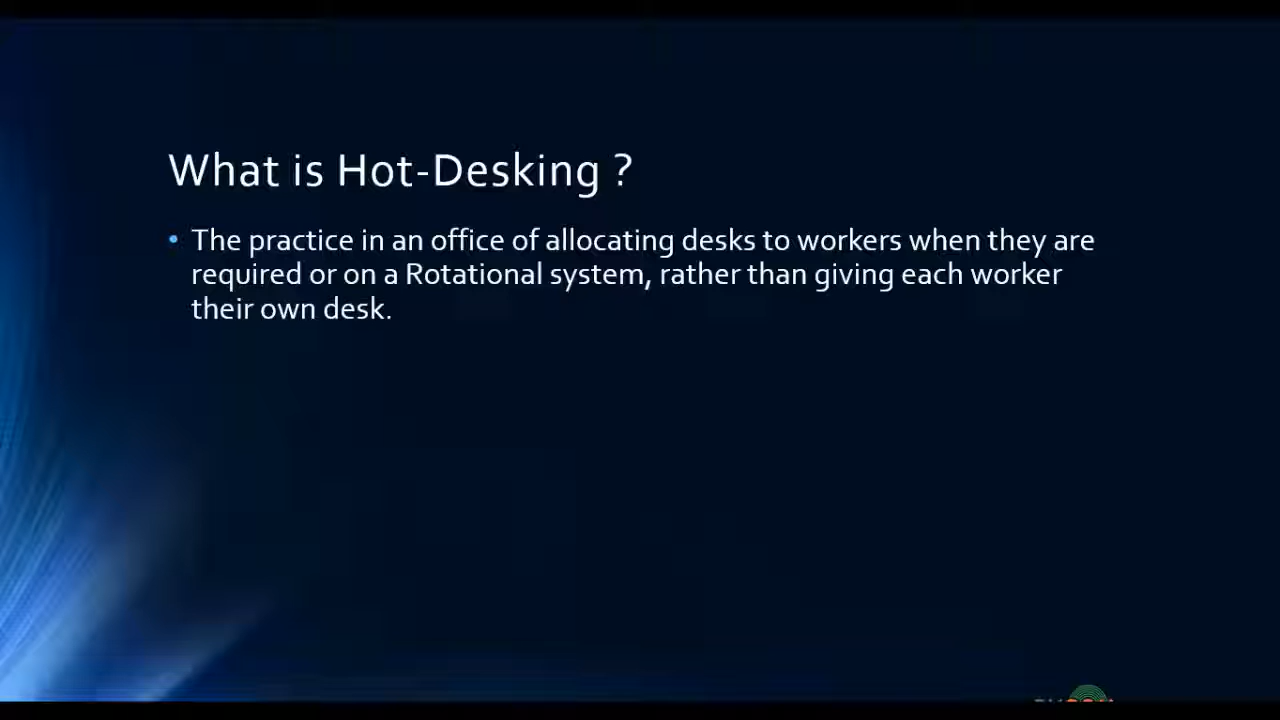 What is Hot-Desking ?
• The practice in an office of allocating desks to workers when they are
required or on a Rotational system, rather than giving each worker
their own desk.